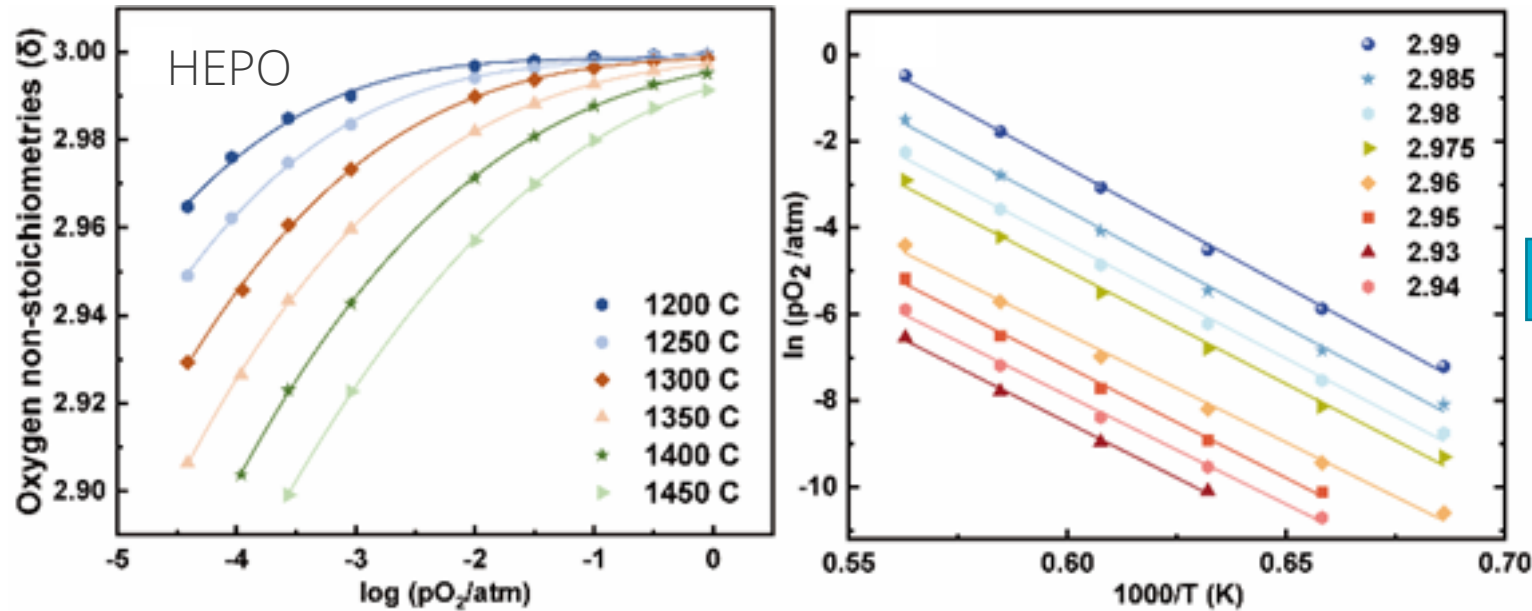 HEPO
Oxygen non-stoichiometries (δ)
3.00
2.98
2.96
2.94
2.92
2.90
1200 C
1250 C
1300 C
1350 C
1400 C
1450 C
-5
-4
-3
-2
-1
0
log (pO2/atm)
ln (pO2 /atm)
0
-2
-4
-6
-8
-10
2.99
2.985
2.98
2.975
2.96
2.95
2.93
2.94
0.55
0.60
0.65
0.70
1000/T (K)